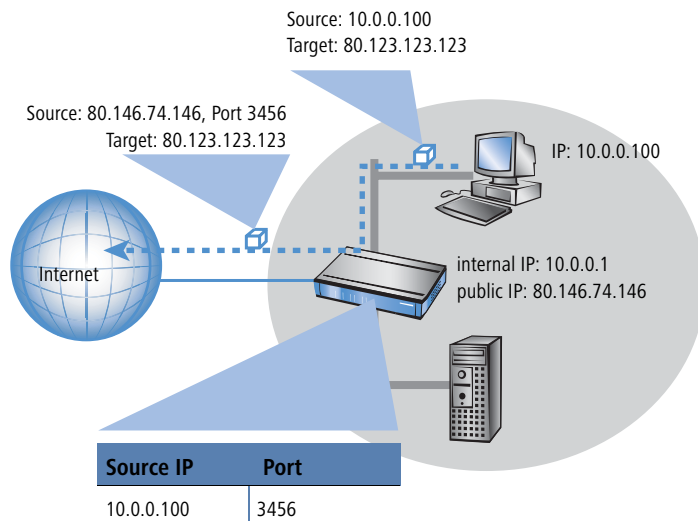 Source: 10.0.0.100
Target: 80.123.123.123
Source: 80.146.74.146, Port 3456
Target: 80.123.123.123
IP: 10.0.0.100
Internet
internal IP: 10.0.0.1
public IP: 80.146.74.146
Source IP Port
10.0.0.100 3456